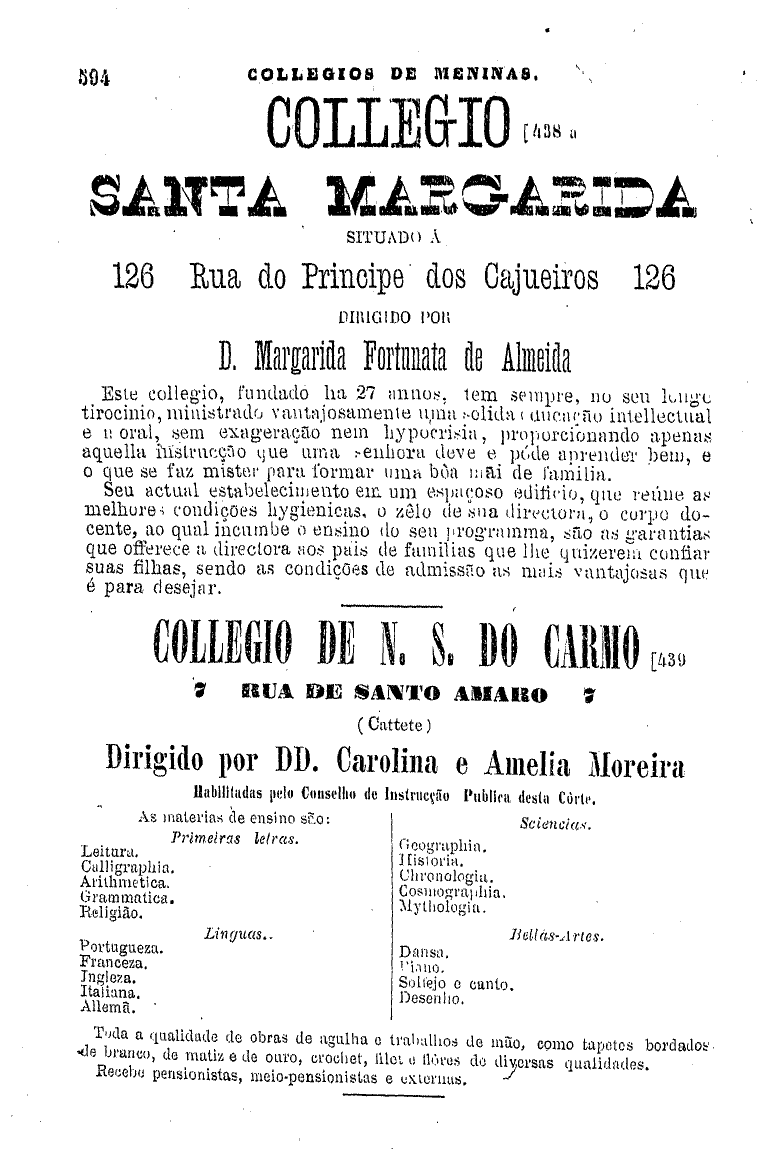 594
COLLEGIOS DE MENINAS.
COLLEGIO [438 a
SANTA MARGARIDA
SITUADO Á
126 Rua do Principe dos Cajueiros 126
DIRIGIDO POR
D. Margarida Fortunata de Almeida
Este collegio, fundado ha 27 annos, tem sempre, no seu longo
tirocinio, ministrado vantajosamente uma solida educação intellectual
e moral, sem exageração nem hypocrisia, proporcionando apenas
aquella instrucção que uma senhora deve e póde aprender bem, e
o que se faz mister para formar uma bôa mãi de familia.
Seu actual estabelecimento em um espaçoso edificio, que reúne as
melhores condições hygienicas, o zêlo de sua directora, o corpo do-
cente, ao qual incumbe o ensino do seu programma, são as garantias
que offerece a directora aos pais de familias que lhe quizerem confiar
suas filhas, sendo as condições de admissão as mais vantajosas que
é para desejar.
COLLEGIO DE N. S. DO CARMO [439
7 RUA DE SANTO AMARO 7
(Cattete)
Dirigido por DD. Carolina e Amelia Moreira
Habilitadas pelo Conselho de Instrucção Publica desta Côrte.
As materias de ensino são:
Primeiras letras.
Leitura.
Calligraphia.
Arithmetica.
Grammatica.
Religião.
Linguas..
Portugueza.
Franceza.
Ingleza.
Italiana.
Allemã.
Sciencias.
Geographia.
Historia.
Chronologia.
Cosmographia.
Mythologia.
Bellas-Artes.
Dansa.
Piano.
Solfejo e canto.
Desenho.
Toda a qualidade de obras de agulha e trabalhos de mão, como tapetes bordados
de branco, de matiz e de ouro, crochet, filet e flôres de diversas qualidades.
Recebe pensionistas, meio-pensionistas e externas.